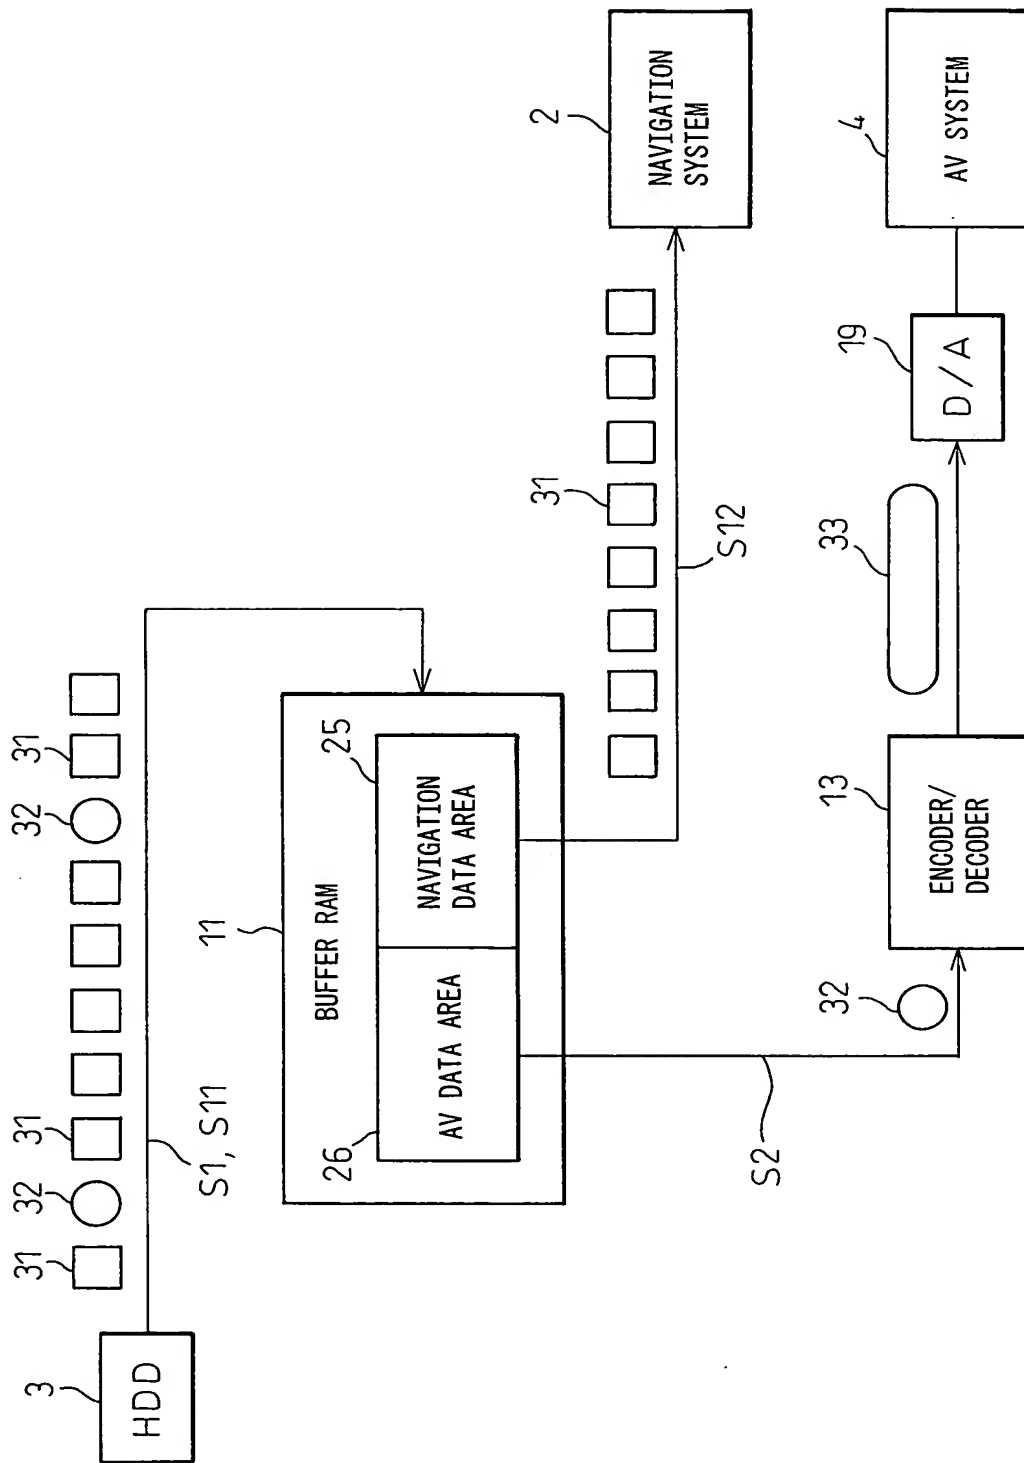 3
HDD
31
32
31
32
31
S1, S11
11
BUFFER RAM
26
AV DATA AREA
25
NAVIGATION
DATA AREA
31
S12
2
NAVIGATION
SYSTEM
S2
32
13
ENCODER/
DECODER
33
19
D/A
4
AV SYSTEM